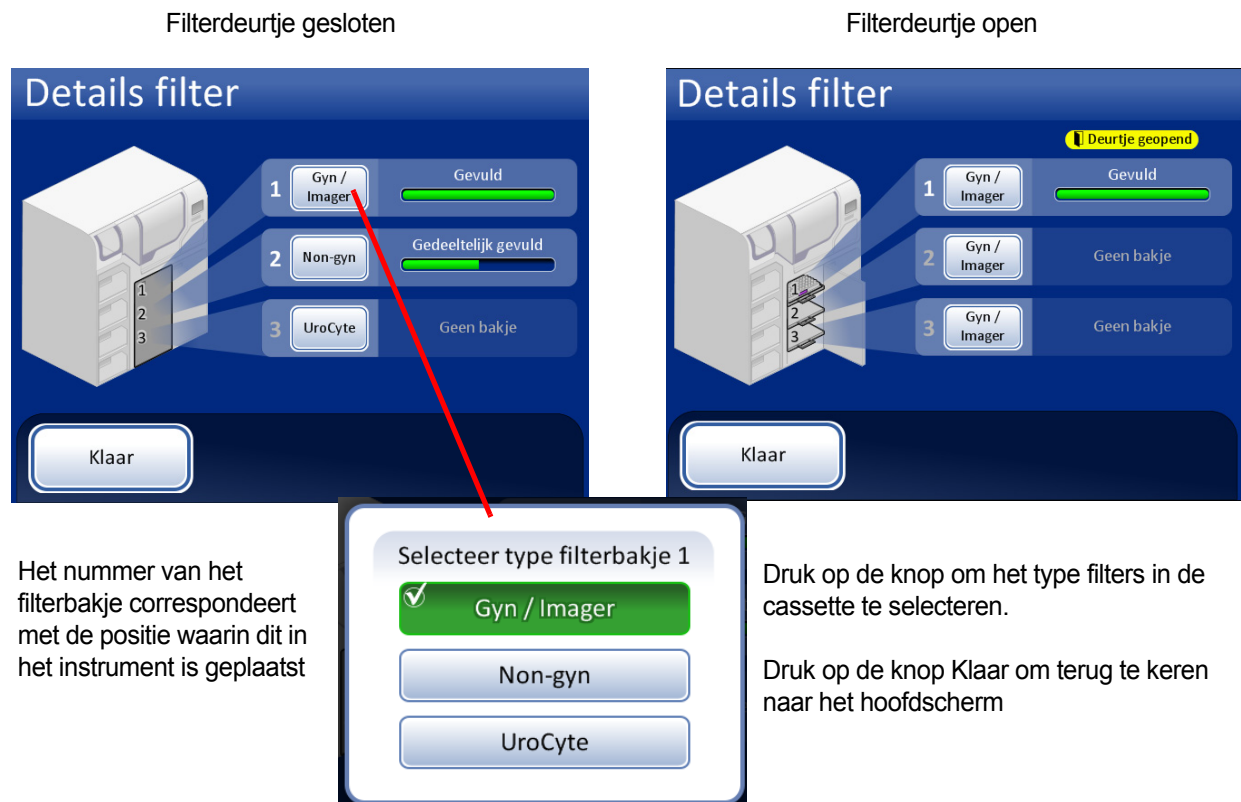 Filterdeurtje gesloten
Details filter
1
Gyn /
Imager
Gevuld
2
Non-gyn
Gedeeltelijk gevuld
3
UroCyte
Geen bakje
1
2
3
Klaar
Filterdeurtje open
Details filter
Deurtje geopend
1
Gyn /
Imager
Gevuld
2
Gyn /
Imager
Geen bakje
3
Gyn /
Imager
Geen bakje
1
2
3
Klaar
Het nummer van het
filterbakje correspondeert
met de positie waarin dit in
het instrument is geplaatst
Selecteer type filterbakje 1
Gyn / Imager
Non-gyn
UroCyte
Druk op de knop om het type filters in de
cassette te selecteren.
Druk op de knop Klaar om terug te keren
naar het hoofdscherm